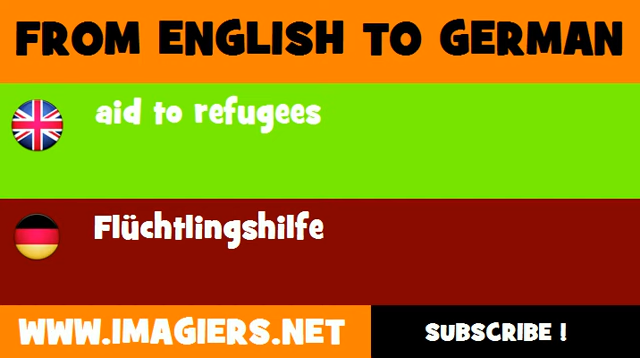 FROM ENGLISH TO GERMAN
aid to refugees
Flüchtlingshilfe
WWW.IMAGIERS.NET
SUBSCRIBE !